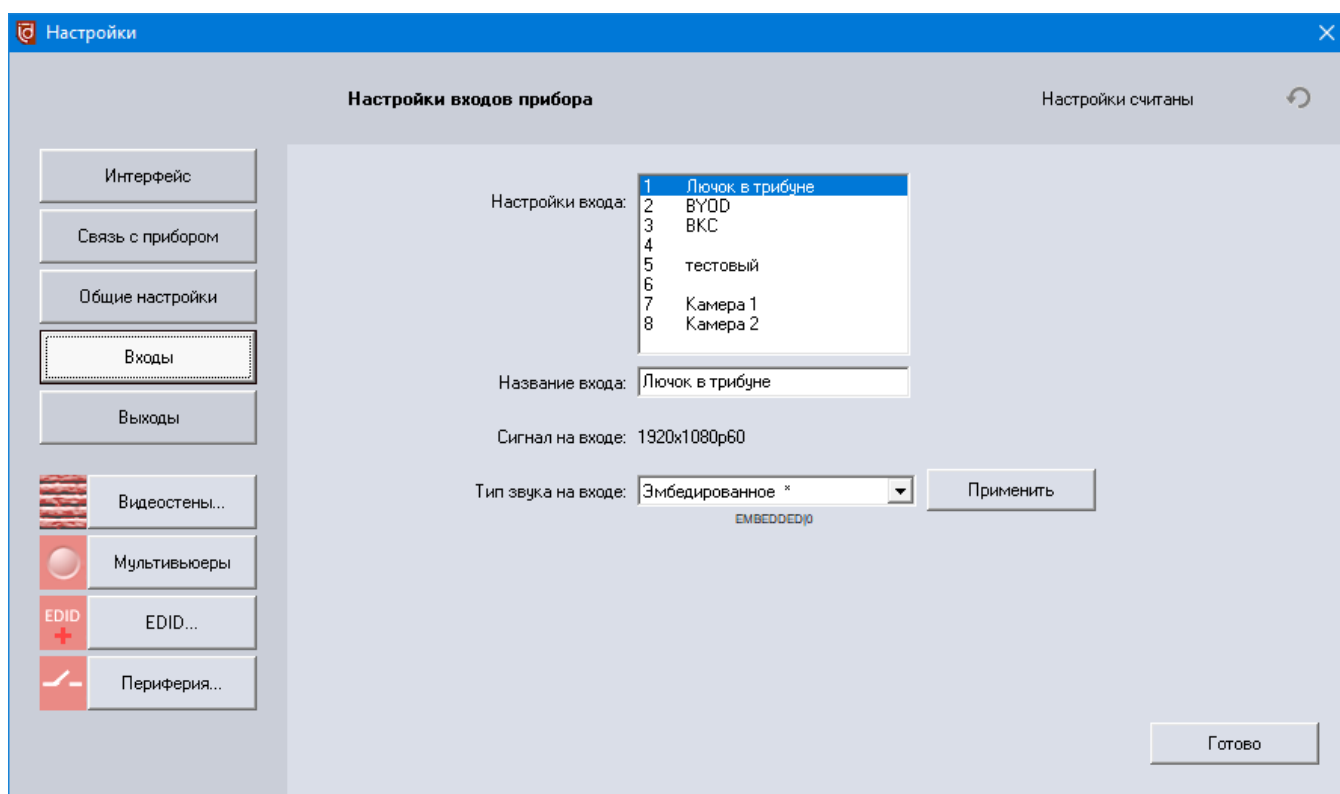 Настройки
Настройки входов прибора
Настройки считаны
Интерфейс
Связь с прибором
Общие настройки
Входы
Выходы
Видеостены...
Мультивьюеры
EDID
EDID...
Периферия...
Настройки входа:
1 Лючок в трибуне
2 BYOD
3 ВКС
4
5 тестовый
6
7 Камера 1
8 Камера 2
Название входа: Лючок в трибуне
Сигнал на входе: 1920x1080p60
Тип звука на входе: Эмбедированное * Применить
EMBEDDED|0
Готово